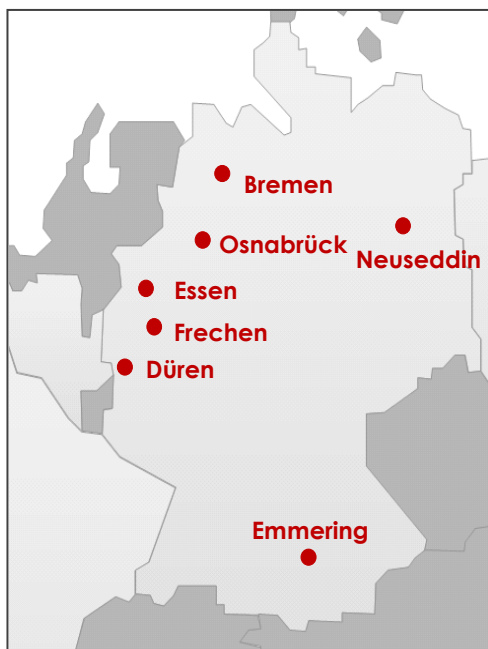 Bremen
Osnabrück
Neuseddin
Essen
Frechen
Düren
Emmering